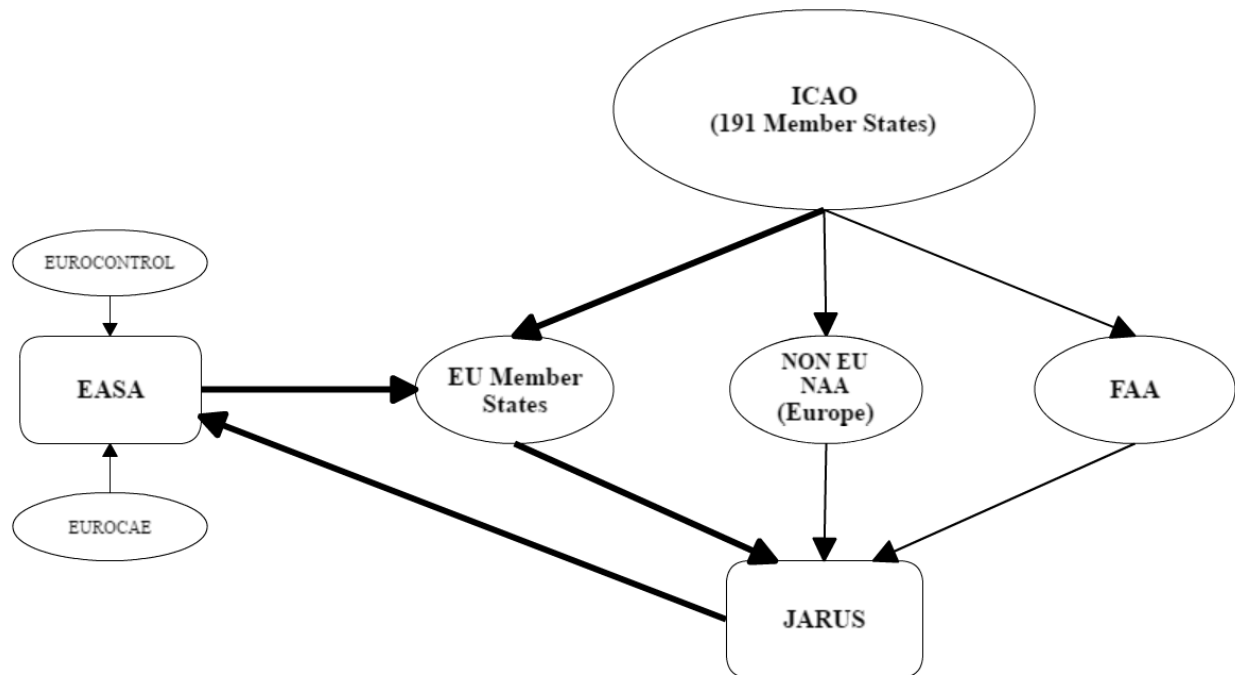 ICAO
(191 Member States)
EUROCONTROL
EASA
EU Member
States
NON EU
NAA
(Europe)
FAA
EUROCAE
JARUS